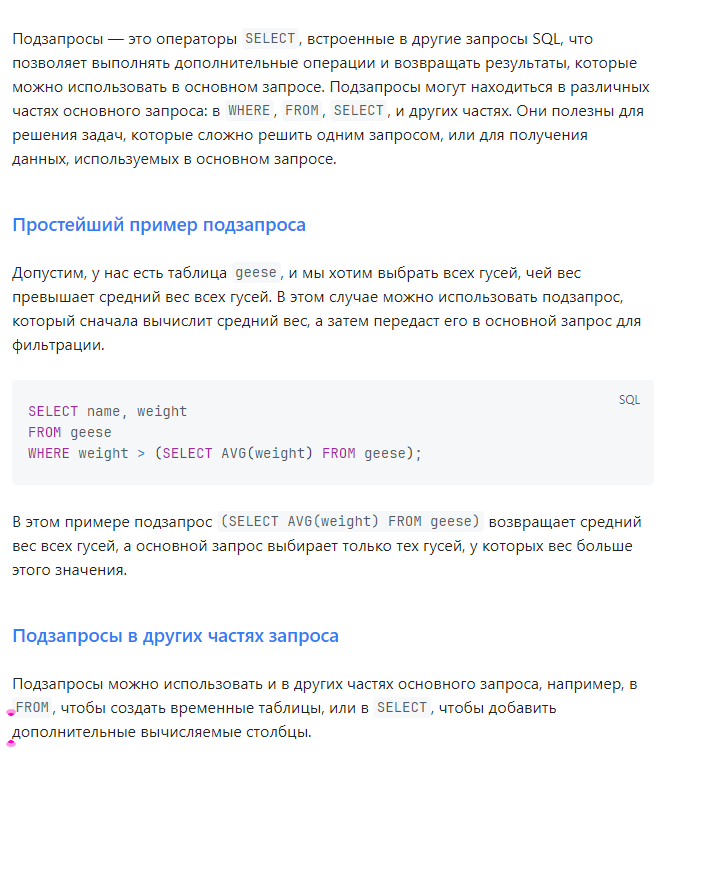 Подзапросы — это операторы SELECT, встроенные в другие запросы SQL, что
позволяет выполнять дополнительные операции и возвращать результаты, которые
можно использовать в основном запросе. Подзапросы могут находиться в различных
частях основного запроса: в WHERE, FROM, SELECT, и других частях. Они полезны для
решения задач, которые сложно решить одним запросом, или для получения
данных, используемых в основном запросе.
Простейший пример подзапроса
Допустим, у нас есть таблица geese, и мы хотим выбрать всех гусей, чей вес
превышает средний вес всех гусей. В этом случае можно использовать подзапрос,
который сначала вычислит средний вес, а затем передаст его в основной запрос для
фильтрации.
SQL
SELECT name, weight
FROM geese
WHERE weight > (SELECT AVG(weight) FROM geese);
В этом примере подзапрос (SELECT AVG(weight) FROM geese) возвращает средний
вес всех гусей, а основной запрос выбирает только тех гусей, у которых вес больше
этого значения.
Подзапросы в других частях запроса
Подзапросы можно использовать и в других частях основного запроса, например, в
FROM, чтобы создать временные таблицы, или в SELECT, чтобы добавить
дополнительные вычисляемые столбцы.